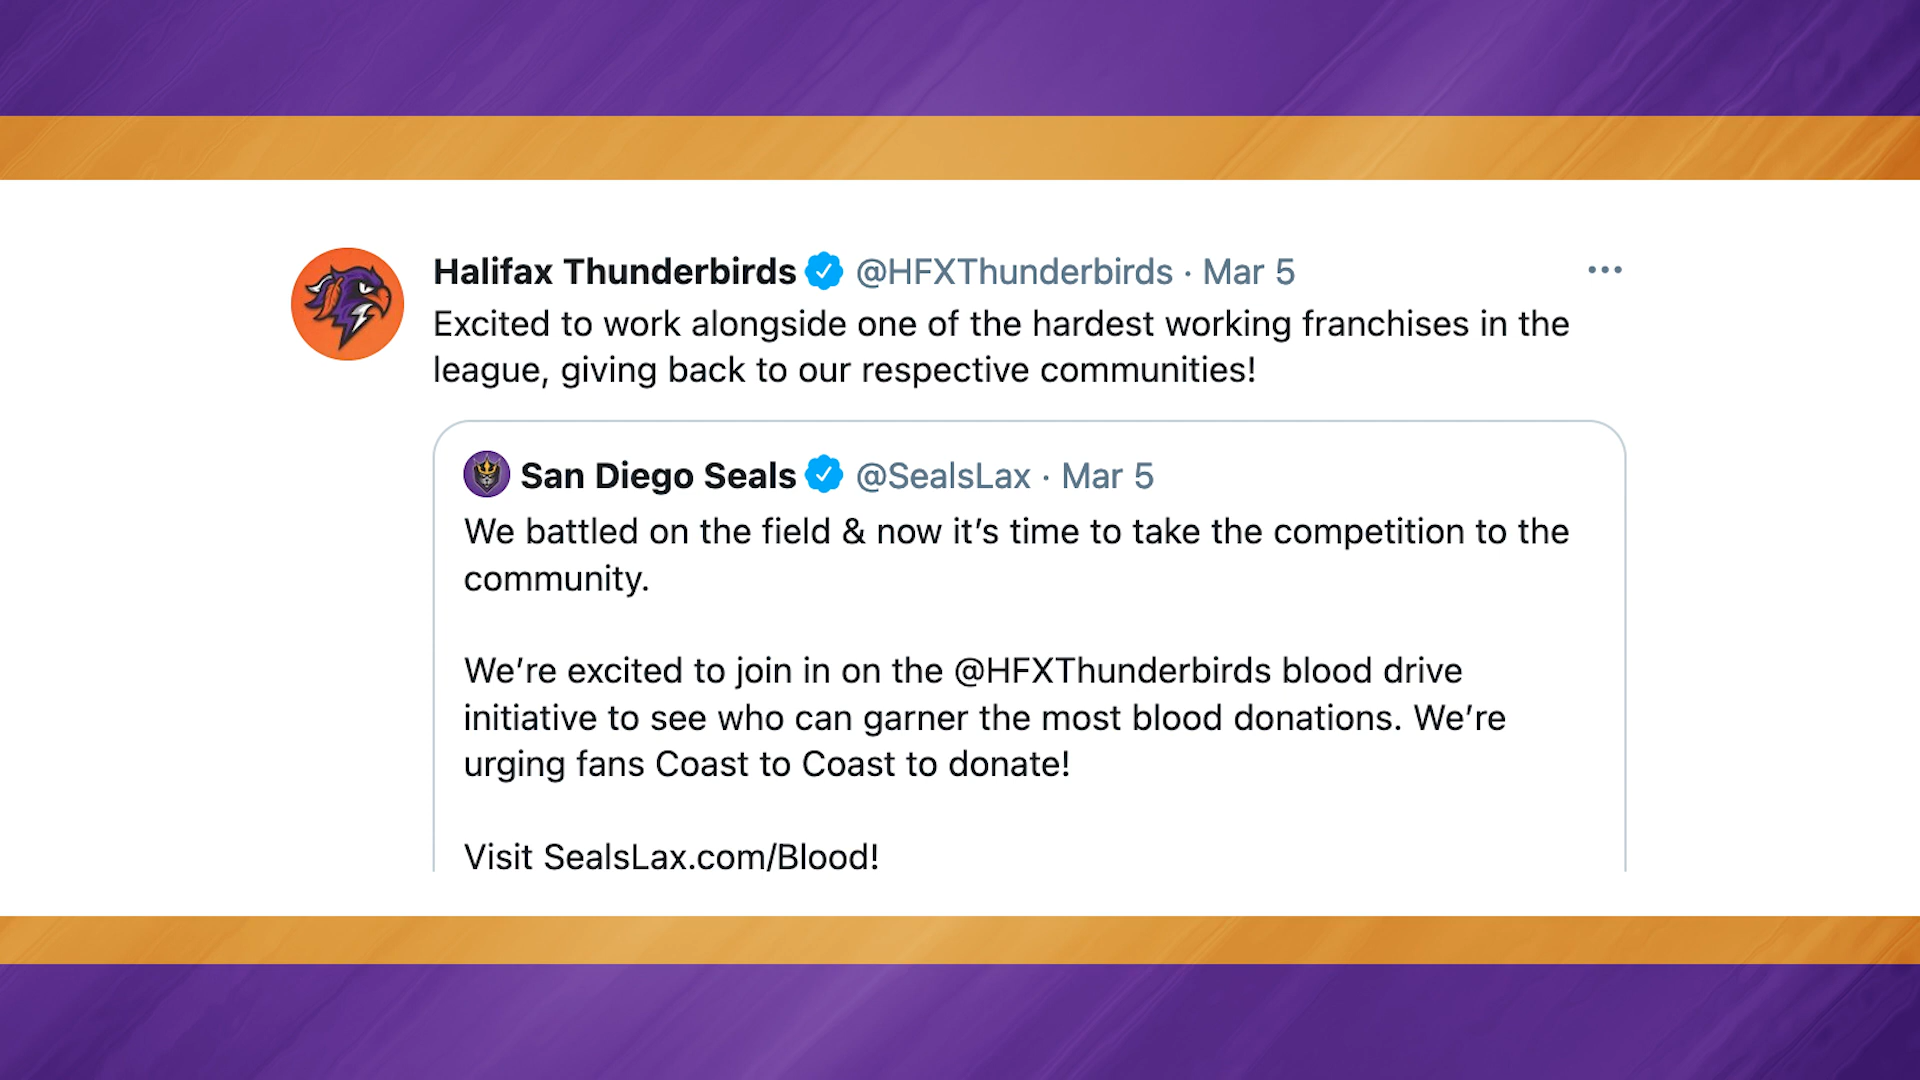 Halifax Thunderbirds @HFXThunderbirds · Mar 5
Excited to work alongside one of the hardest working franchises in the
league, giving back to our respective communities!
San Diego Seals @SealsLax · Mar 5
We battled on the field & now it’s time to take the competition to the
community.
We’re excited to join in on the @HFXThunderbirds blood drive
initiative to see who can garner the most blood donations. We’re
urging fans Coast to Coast to donate!
Visit SealsLax.com/Blood!